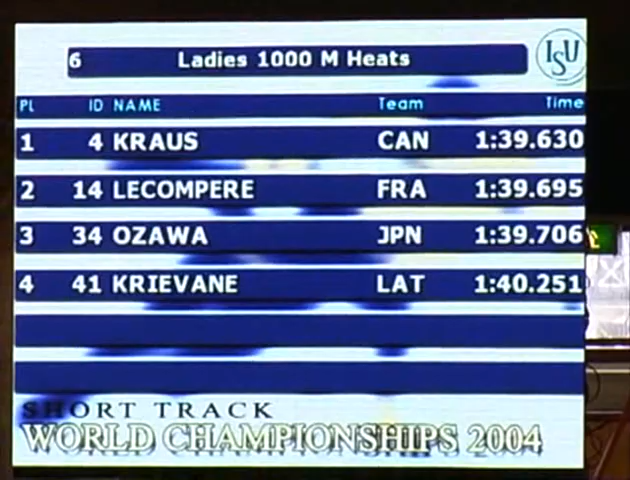 6 Ladies 1000 M Heats ISU
PL ID NAME Team Time
1 4 KRAUS CAN 1:39.630
2 14 LECOMPERE FRA 1:39.695
3 34 OZAWA JPN 1:39.706
4 41 KRIEVANE LAT 1:40.251
SHORT TRACK
WORLD CHAMPIONSHIPS 2004